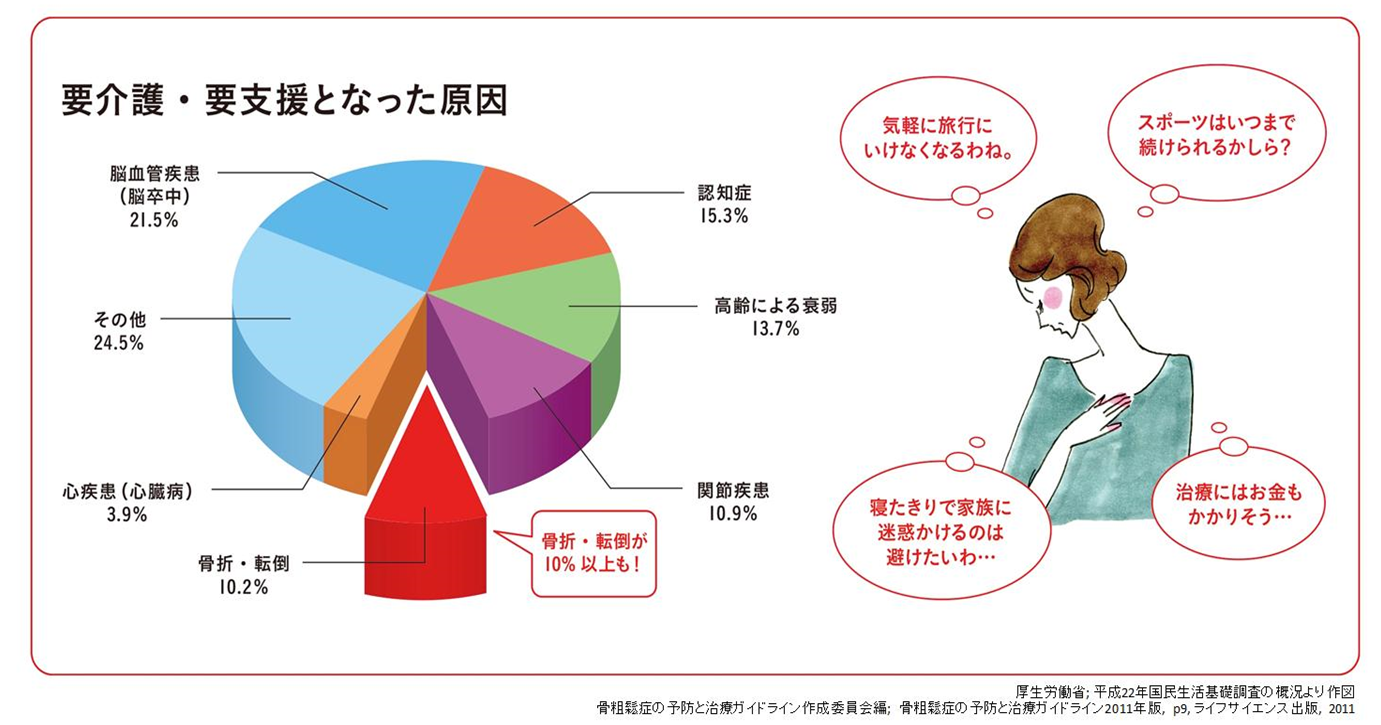 要介護・要支援となった原因
脳血管疾患
（脳卒中）
21.5%
認知症
15.3%
高齢による衰弱
13.7%
その他
24.5%
心疾患（心臓病）
3.9%
関節疾患
10.9%
骨折・転倒
10.2%
骨折・転倒が
10%以上も！
気軽に旅行に
いけなくなるわね。
スポーツはいつまで
続けられるかしら？
寝たきりで家族に
迷惑かけるのは
避けたいわ…
治療にはお金も
かかりそう…
厚生労働省; 平成22年国民生活基礎調査の概況より作図
骨粗鬆症の予防と治療ガイドライン作成委員会編; 骨粗鬆症の予防と治療ガイドライン2011年版, p9, ライフサイエンス出版, 2011